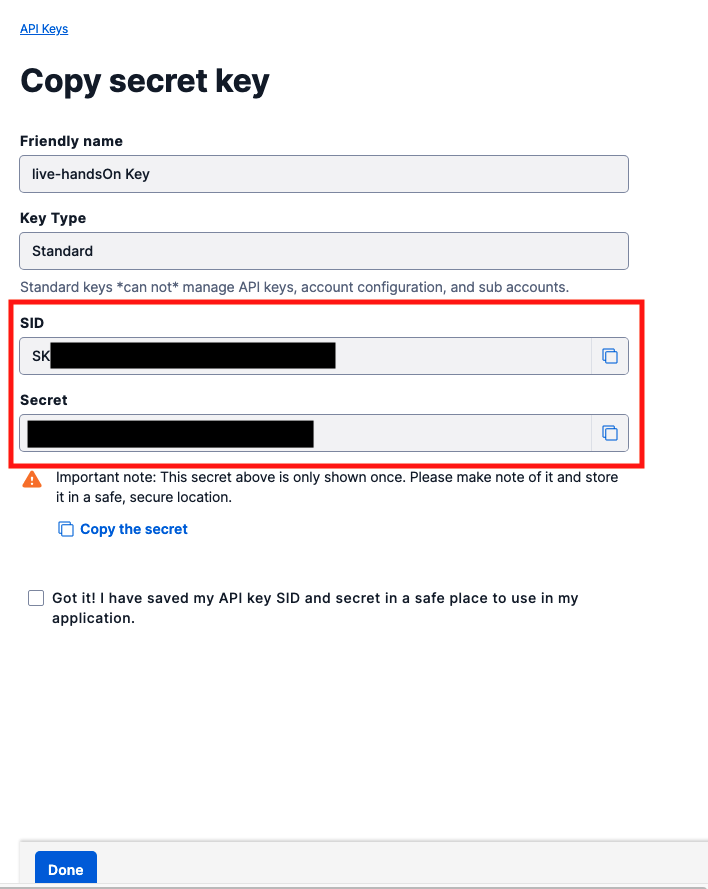 API Keys
Copy secret key
Friendly name
live-handsOn Key
Key Type
Standard
Standard keys *can not* manage API keys, account configuration, and sub accounts.
SID
SK
Secret
Important note: This secret above is only shown once. Please make note of it and store
it in a safe, secure location.
Copy the secret
Got it! I have saved my API key SID and secret in a safe place to use in my
application.
Done